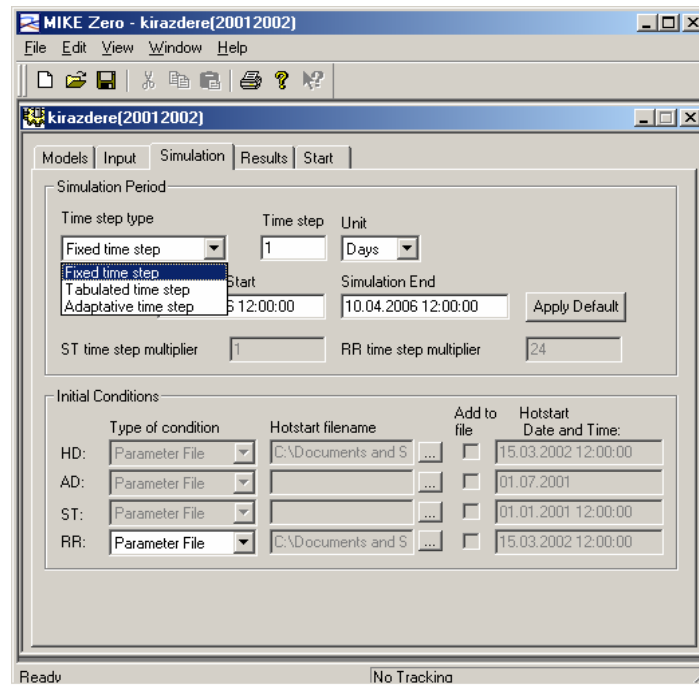 MIKE Zero - kirazdere(20012002)
File Edit View Window Help
kirazdere(20012002)
Models Input Simulation Results Start
Simulation Period
Time step type Time step Unit
Fixed time step 1 Days
Fixed time step
Tabulated time step
Adaptative time step
Start Simulation End
12:00:00 10.04.2006 12:00:00 Apply Default
ST time step multiplier 1 RR time step multiplier 24
Initial Conditions
Type of condition Hotstart filename Add to file Hotstart Date and Time:
HD: Parameter File C:\Documents and S ... 15.03.2002 12:00:00
AD: Parameter File ... 01.07.2001
ST: Parameter File ... 01.01.2001 12:00:00
RR: Parameter File C:\Documents and S ... 15.03.2002 12:00:00
Ready No Tracking